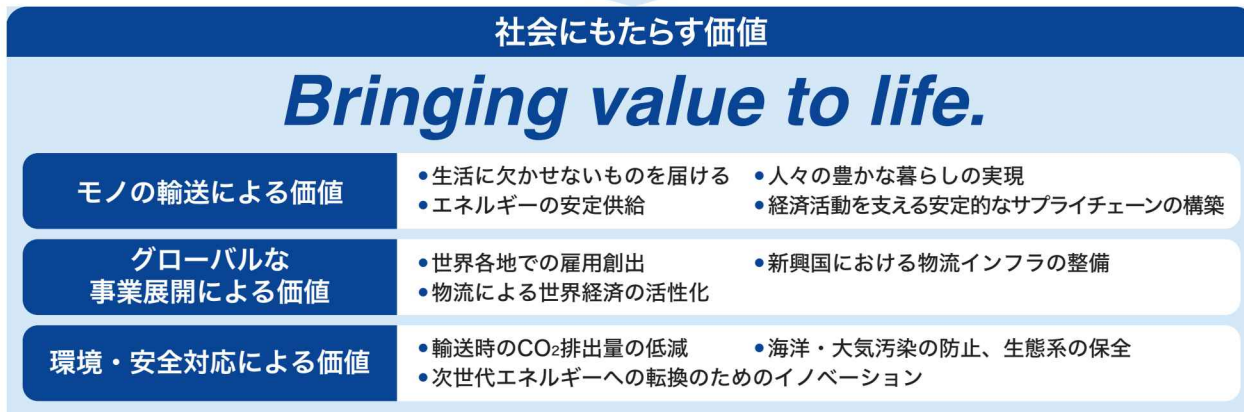 社会にもたらす価値
Bringing value to life.
モノの輸送による価値
•生活に欠かせないものを届ける •人々の豊かな暮らしの実現
•エネルギーの安定供給 •経済活動を支える安定的なサプライチェーンの構築
グローバルな
事業展開による価値
•世界各地での雇用創出 •新興国における物流インフラの整備
•物流による世界経済の活性化
環境・安全対応による価値
•輸送時のCO₂排出量の低減 •海洋・大気汚染の防止、生態系の保全
•次世代エネルギーへの転換のためのイノベーション